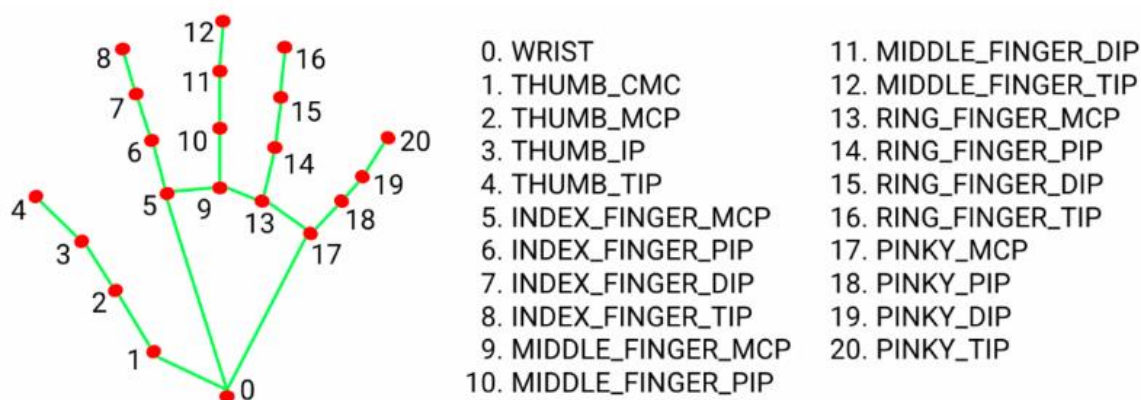 12
8
16
11
7
15
10
6
20
14
19
5
9
4
13
18
3
17
2
1
0
0. WRIST
1. THUMB_CMC
2. THUMB_MCP
3. THUMB_IP
4. THUMB_TIP
5. INDEX_FINGER_MCP
6. INDEX_FINGER_PIP
7. INDEX_FINGER_DIP
8. INDEX_FINGER_TIP
9. MIDDLE_FINGER_MCP
10. MIDDLE_FINGER_PIP
11. MIDDLE_FINGER_DIP
12. MIDDLE_FINGER_TIP
13. RING_FINGER_MCP
14. RING_FINGER_PIP
15. RING_FINGER_DIP
16. RING_FINGER_TIP
17. PINKY_MCP
18. PINKY_PIP
19. PINKY_DIP
20. PINKY_TIP